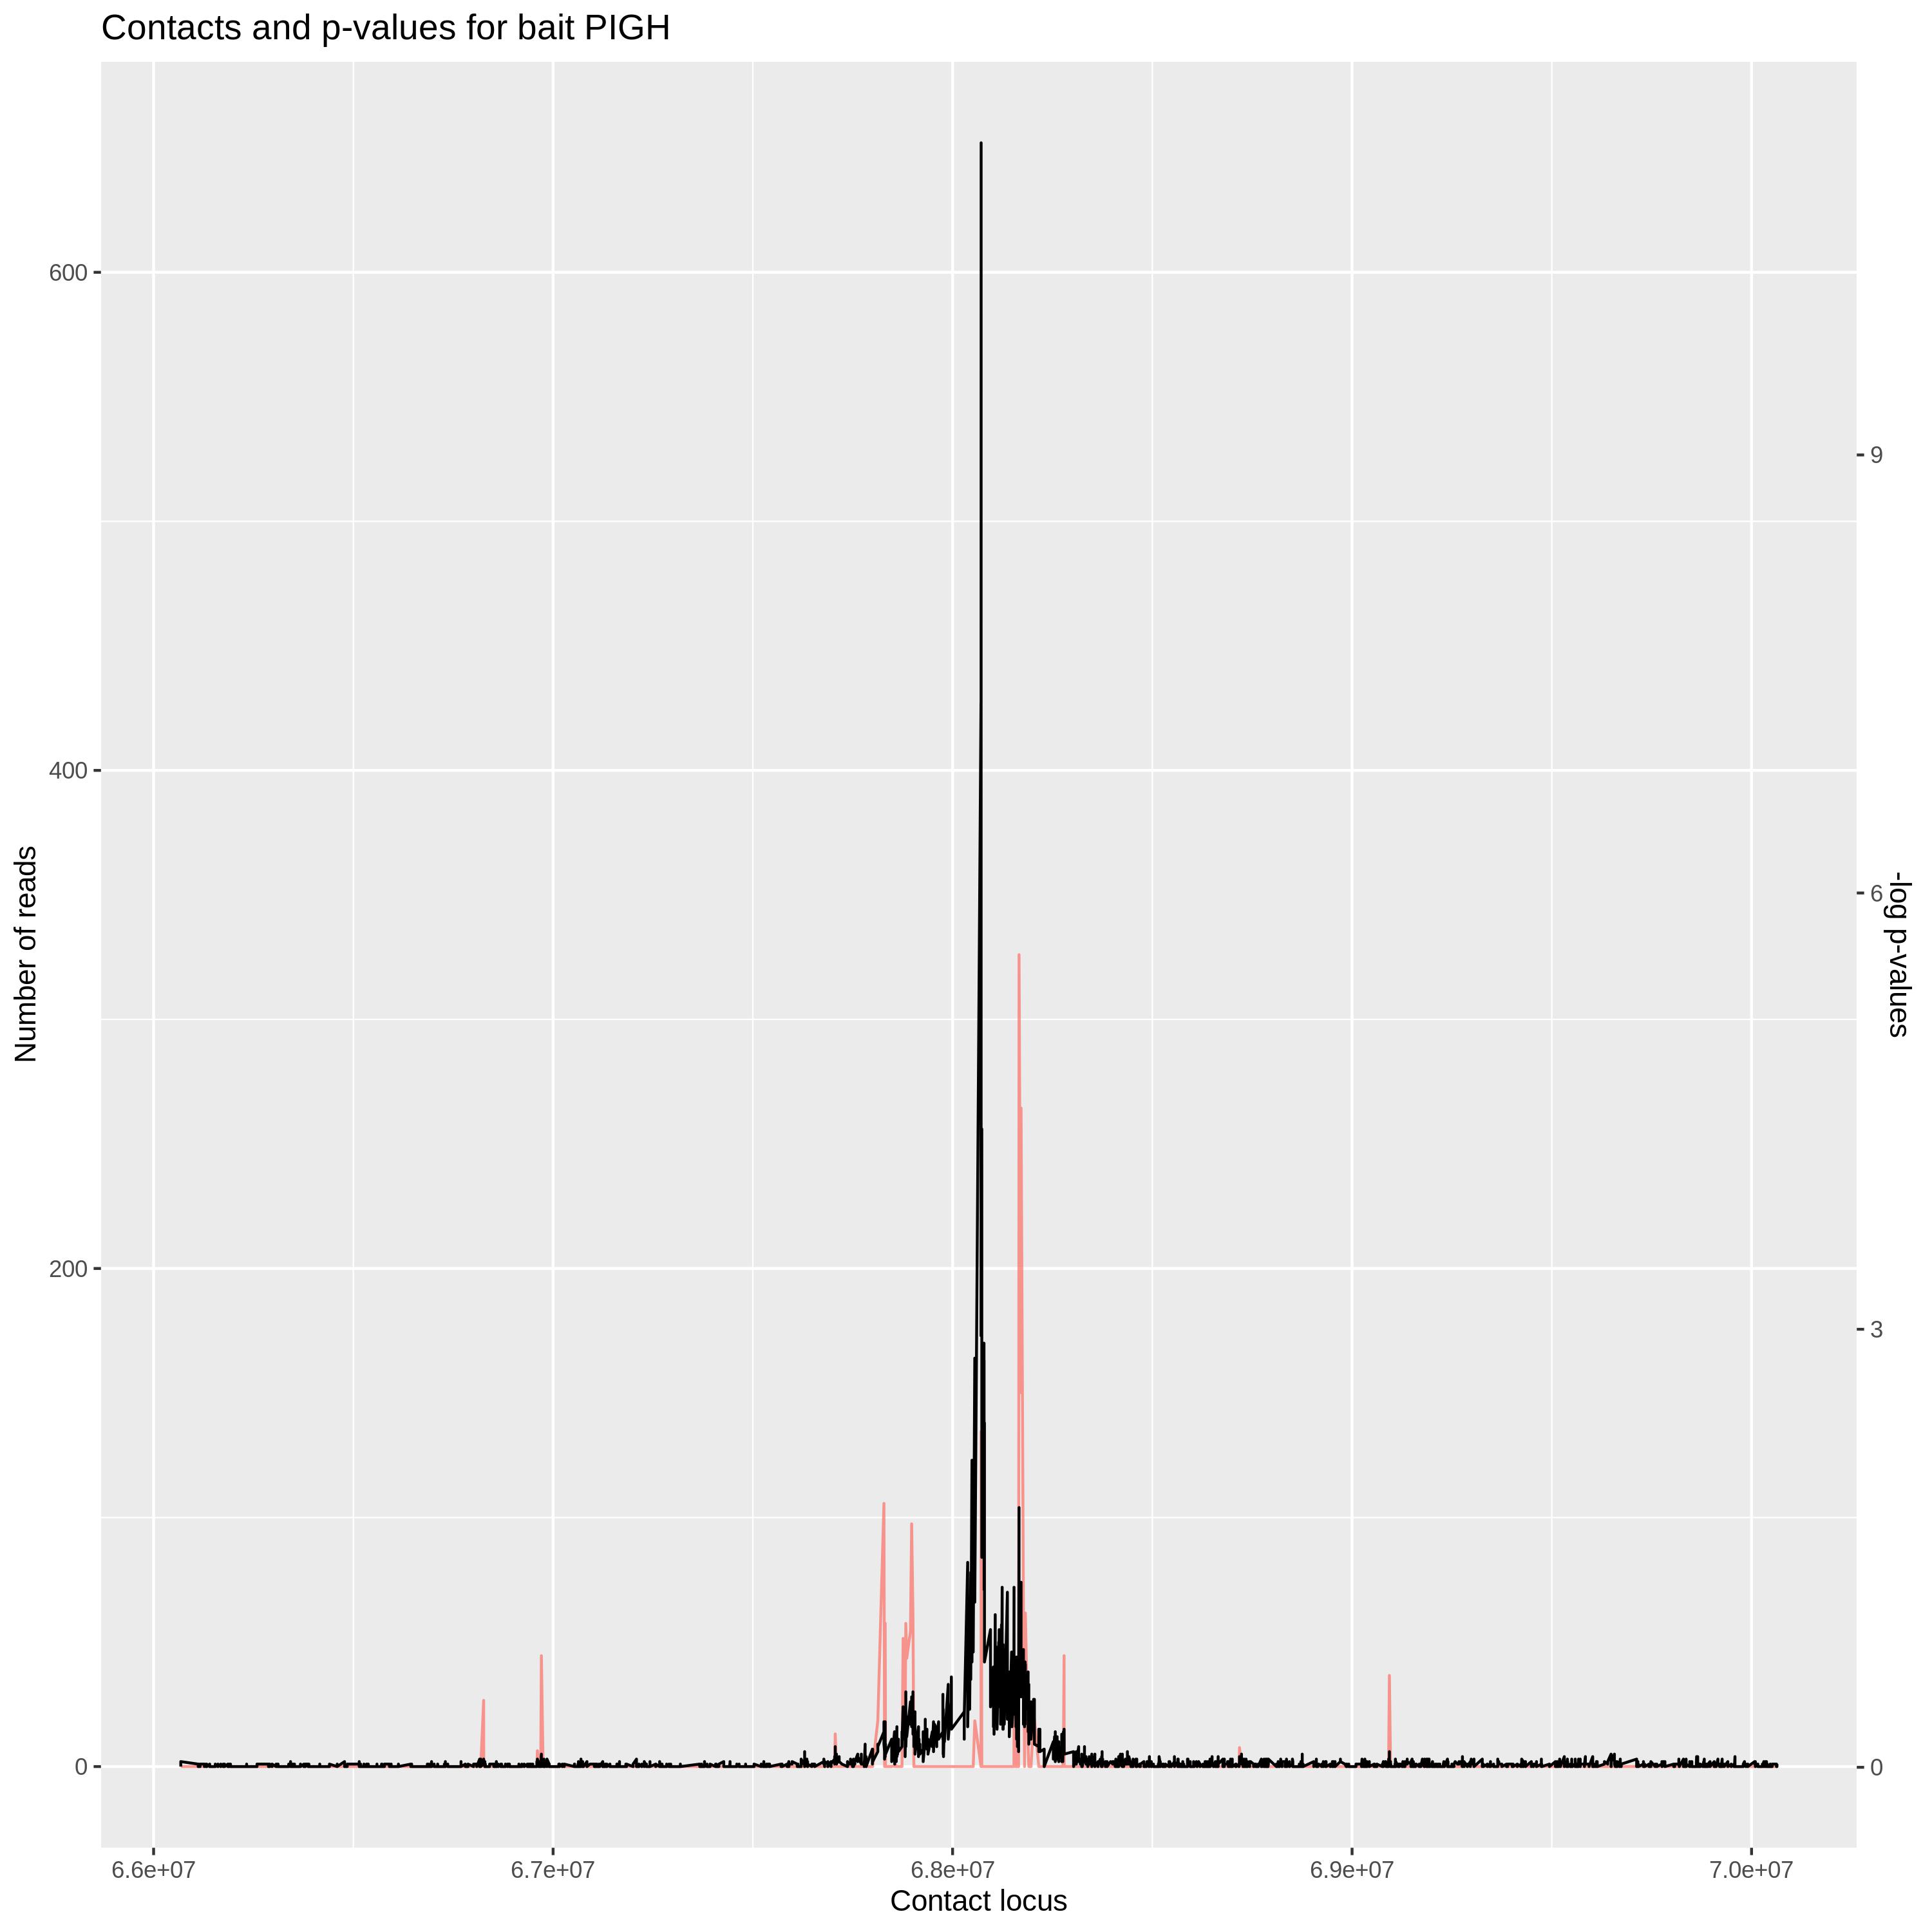 Contacts and p-values for bait PIGH
600
400
200
0
Number of reads
9
6
3
0
-log p-values
6.6e+07 6.7e+07 6.8e+07 6.9e+07 7.0e+07
Contact locus